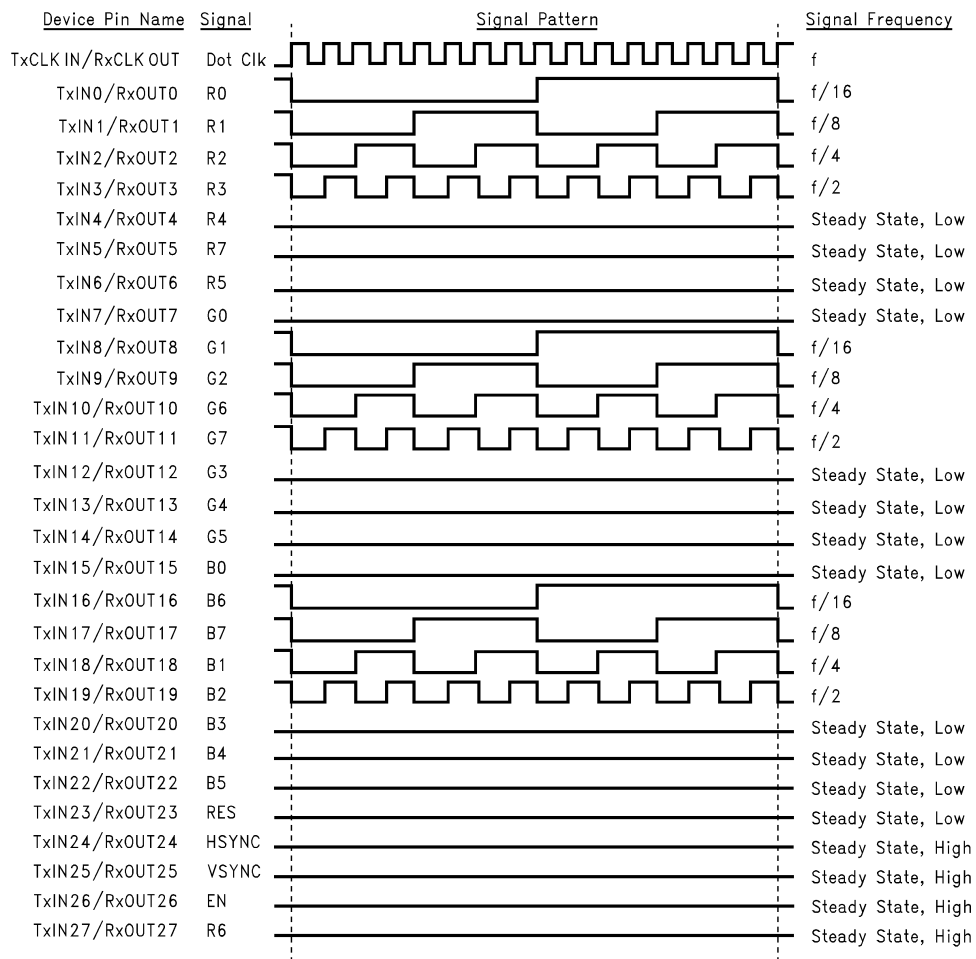 Device Pin Name Signal Signal Pattern Signal Frequency
TxCLK IN/RxCLK OUT Dot Clk f
TxIN0/RxOUT0 R0 f/16
TxIN1/RxOUT1 R1 f/8
TxIN2/RxOUT2 R2 f/4
TxIN3/RxOUT3 R3 f/2
TxIN4/RxOUT4 R4 Steady State, Low
TxIN5/RxOUT5 R7 Steady State, Low
TxIN6/RxOUT6 R5 Steady State, Low
TxIN7/RxOUT7 G0 Steady State, Low
TxIN8/RxOUT8 G1 f/16
TxIN9/RxOUT9 G2 f/8
TxIN10/RxOUT10 G6 f/4
TxIN11/RxOUT11 G7 f/2
TxIN12/RxOUT12 G3 Steady State, Low
TxIN13/RxOUT13 G4 Steady State, Low
TxIN14/RxOUT14 G5 Steady State, Low
TxIN15/RxOUT15 B0 Steady State, Low
TxIN16/RxOUT16 B6 f/16
TxIN17/RxOUT17 B7 f/8
TxIN18/RxOUT18 B1 f/4
TxIN19/RxOUT19 B2 f/2
TxIN20/RxOUT20 B3 Steady State, Low
TxIN21/RxOUT21 B4 Steady State, Low
TxIN22/RxOUT22 B5 Steady State, Low
TxIN23/RxOUT23 RES Steady State, Low
TxIN24/RxOUT24 HSYNC Steady State, High
TxIN25/RxOUT25 VSYNC Steady State, High
TxIN26/RxOUT26 EN Steady State, High
TxIN27/RxOUT27 R6 Steady State, High